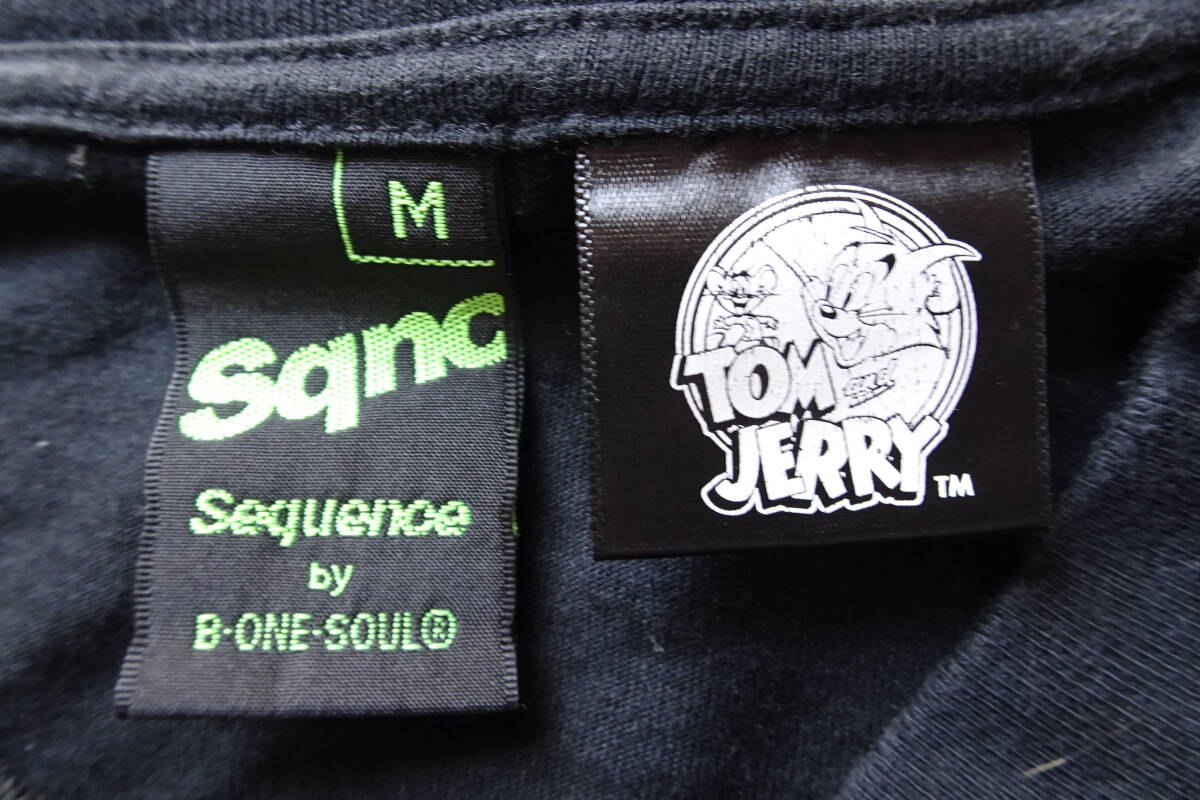 M
Sqnc
Sequence
by
B-ONE-SOUL®
TOM
and
JERRY TM